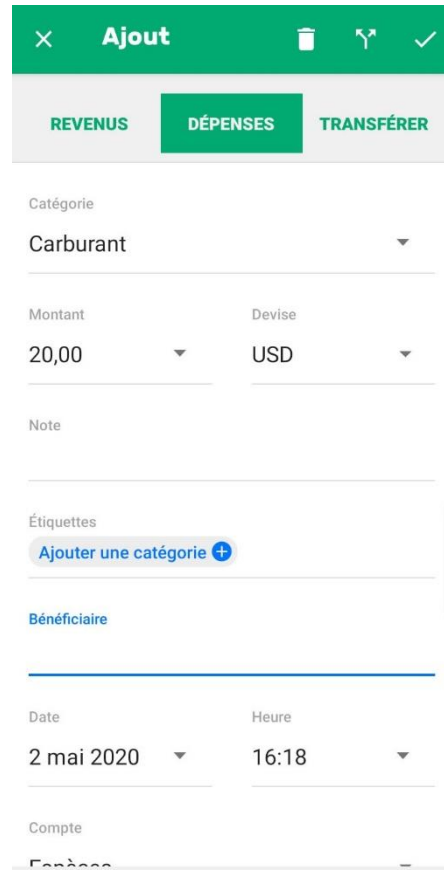 Ajout
REVENUS DÉPENSES TRANSFÉRER
Catégorie
Carburant
Montant Devise
20,00 USD
Note
Étiquettes
Ajouter une catégorie
Bénéficiaire
Date Heure
2 mai 2020 16:18
Compte